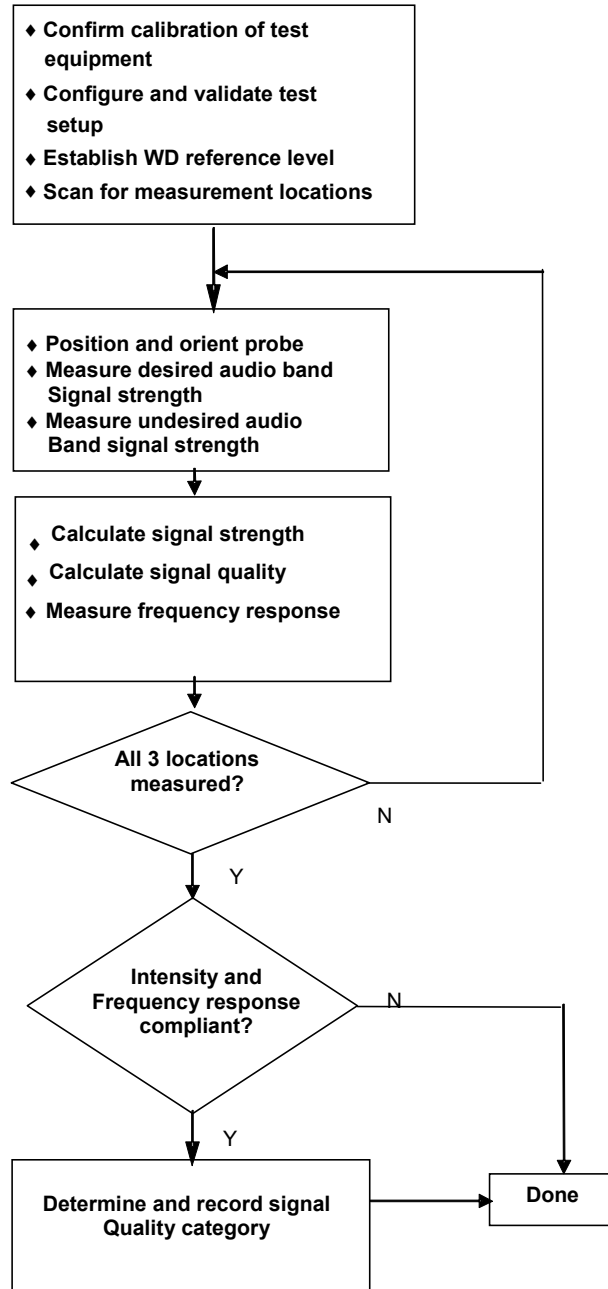 ♦ Confirm calibration of test
equipment
♦ Configure and validate test
setup
♦ Establish WD reference level
♦ Scan for measurement locations
♦ Position and orient probe
♦ Measure desired audio band
Signal strength
♦ Measure undesired audio
Band signal strength
♦ Calculate signal strength
♦ Calculate signal quality
♦ Measure frequency response
All 3 locations
measured?
N
Y
Intensity and
Frequency response
compliant?
N
Y
Determine and record signal
Quality category
Done